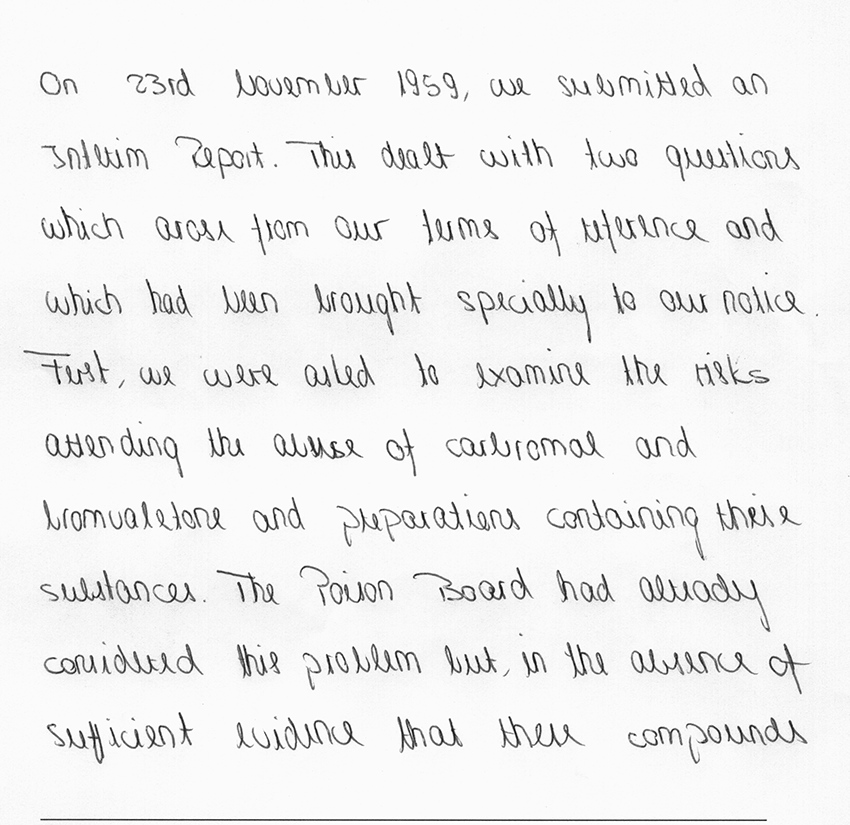 On 23rd November 1959, we submitted an
Interim Report. This dealt with two questions
which arose from our terms of reference and
which had been brought specially to our notice.
First, we were asked to examine the risks
attending the abuse of carbromal and
bromvaletone and preparations containing these
substances. The Poison Board had already
considered this problem but, in the absence of
sufficient evidence that these compounds